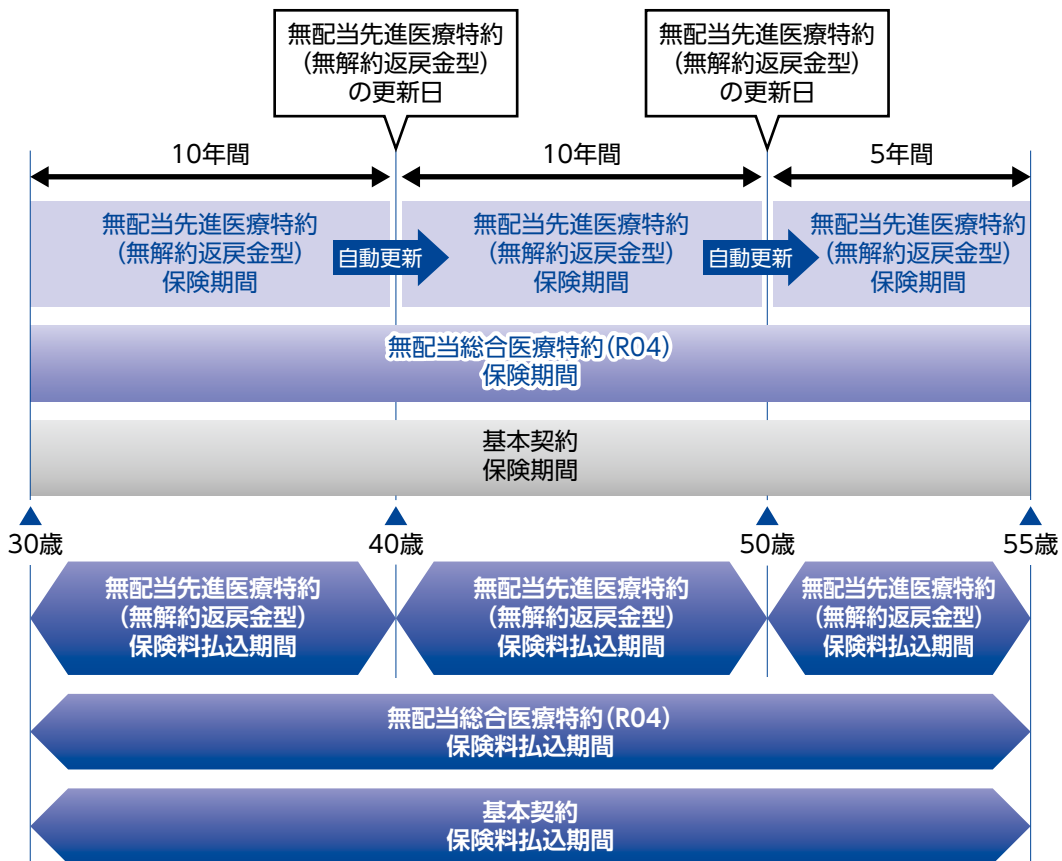 無配当先進医療特約
(無解約返戻金型)
の更新日
無配当先進医療特約
(無解約返戻金型)
の更新日
10年間
10年間
5年間
無配当先進医療特約
(無解約返戻金型)
保険期間
自動更新
無配当先進医療特約
(無解約返戻金型)
保険期間
自動更新
無配当先進医療特約
(無解約返戻金型)
保険期間
無配当総合医療特約(R04)
保険期間
基本契約
保険期間
30歳
40歳
50歳
55歳
無配当先進医療特約
(無解約返戻金型)
保険料払込期間
無配当先進医療特約
(無解約返戻金型)
保険料払込期間
無配当先進医療特約
(無解約返戻金型)
保険料払込期間
無配当総合医療特約(R04)
保険料払込期間
基本契約
保険料払込期間